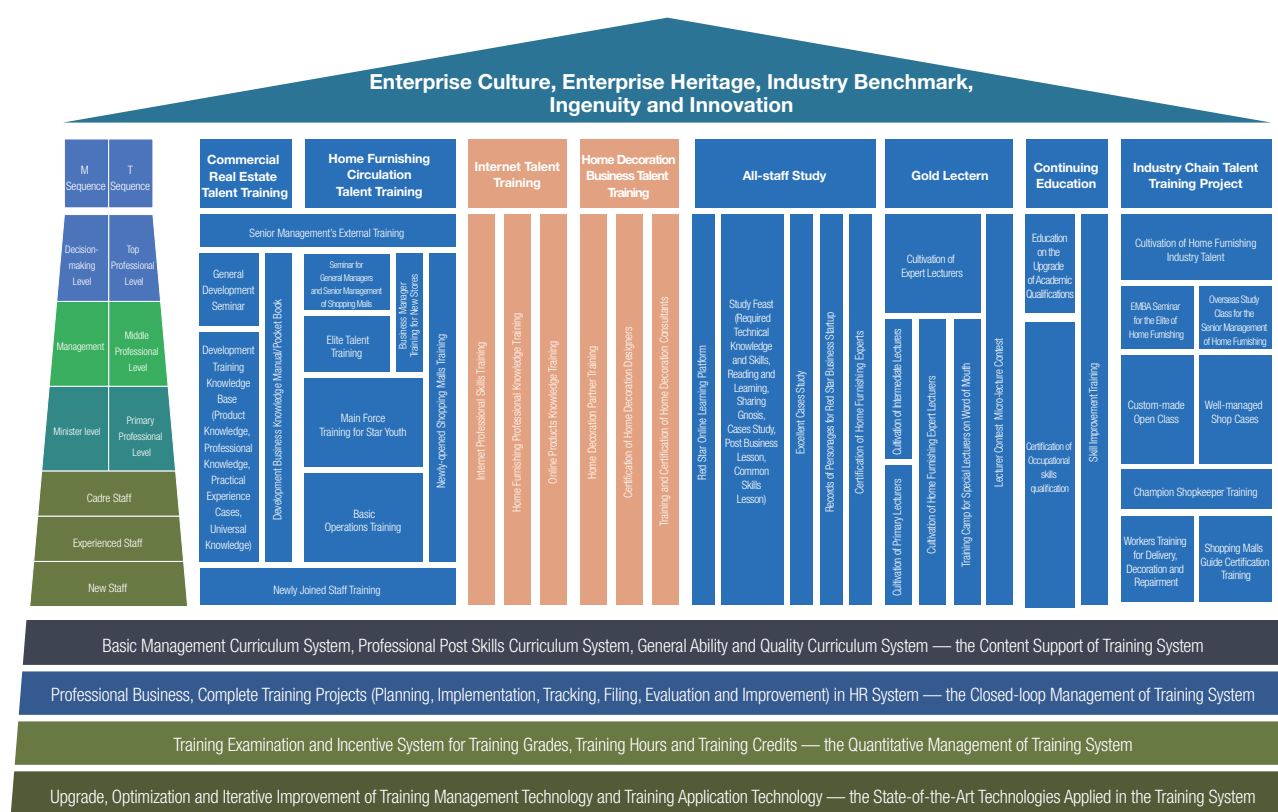 Enterprise Culture, Enterprise Heritage, Industry Benchmark,
Ingenuity and Innovation
M
Sequence
T
Sequence
Commercial
Real Estate
Talent Training
Home Furnishing
Circulation
Talent Training
Internet Talent
Training
Home Decoration
Business Talent
Training
All-staff Study
Gold Lectern
Continuing
Education
Industry Chain Talent
Training Project
Decision-
making
Level
Top
Professional
Level
Management
Middle
Professional
Level
Minister level
Primary
Professional
Level
Cadre Staff
Experienced Staff
New Staff
Senior Management's External Training
General
Development
Seminar
Development
Training
Knowledge
Base
(Product
Knowledge,
Professional
Knowledge,
Practical
Experience
Cases,
Universal
Knowledge)
Development Business Knowledge Manual/Pocket Book
Seminar for
General Managers
and Senior Management
of Shopping Malls
Elite Talent
Training
Business Manager
Training for New Stores
Main Force
Training for Star Youth
Basic
Operations Training
Newly-opened Shopping Malls Training
Newly Joined Staff Training
Internet Professional Skills Training
Home Furnishing Professional Knowledge Training
Online Products Knowledge Training
Home Decoration Partner Training
Certification of Home Decoration Designers
Training and Certification of Home Decoration Consultants
Red Star Online Learning Platform
Study Feast
(Required
Technical
Knowledge
and Skills,
Reading and
Learning,
Sharing
Gnosis,
Cases Study,
Post Business
Lesson,
Common
Skills
Lesson)
Excellent Cases Study
Records of Personages for Red Star Business Startup
Certification of Home Furnishing Experts
Cultivation of
Expert Lecturers
Cultivation of Intermediate Lecturers
Cultivation of Primary Lecturers
Cultivation of Home Furnishing Expert Lecturers
Training Camp for Special Lecturers on Word of Mouth
Lecturer Contest Micro-lecture Contest
Education
on the
Upgrade
of Academic
Qualifications
Certification of
Occupational
skills
qualification
Skill Improvement Training
Cultivation of Home Furnishing
Industry Talent
EMBA Seminar
for the Elite of
Home Furnishing
Overseas Study
Class for the
Senior Management
of Home Furnishing
Custom-made
Open Class
Well-managed
Shop Cases
Champion Shopkeeper Training
Workers Training
for Delivery,
Decoration and
Repairment
Shopping Malls
Guide Certification
Training
Basic Management Curriculum System, Professional Post Skills Curriculum System, General Ability and Quality Curriculum System — the Content Support of Training System
Professional Business, Complete Training Projects (Planning, Implementation, Tracking, Filing, Evaluation and Improvement) in HR System — the Closed-loop Management of Training System
Training Examination and Incentive System for Training Grades, Training Hours and Training Credits — the Quantitative Management of Training System
Upgrade, Optimization and Iterative Improvement of Training Management Technology and Training Application Technology — the State-of-the-Art Technologies Applied in the Training System